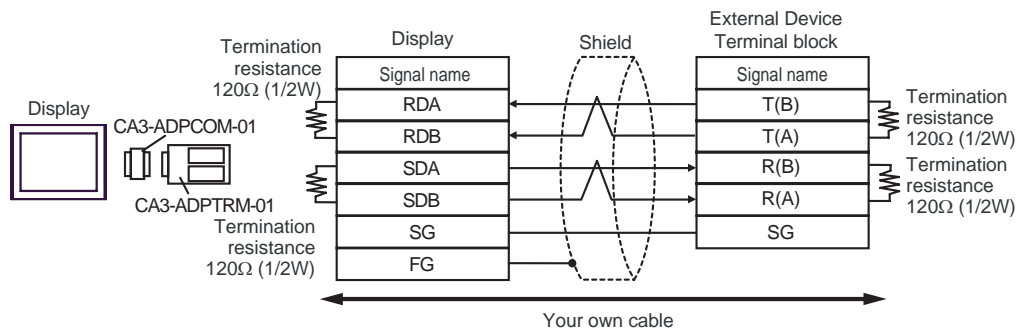 External Device
Terminal block
Display
Shield
Termination
resistance
120Ω (1/2W)
Signal name
Signal name
RDA
T(B)
Termination
resistance
120Ω (1/2W)
Display
CA3-ADPCOM-01
RDB
T(A)
SDA
R(B)
Termination
resistance
120Ω (1/2W)
CA3-ADPTRM-01
SDB
R(A)
Termination
resistance
120Ω (1/2W)
SG
SG
FG
Your own cable